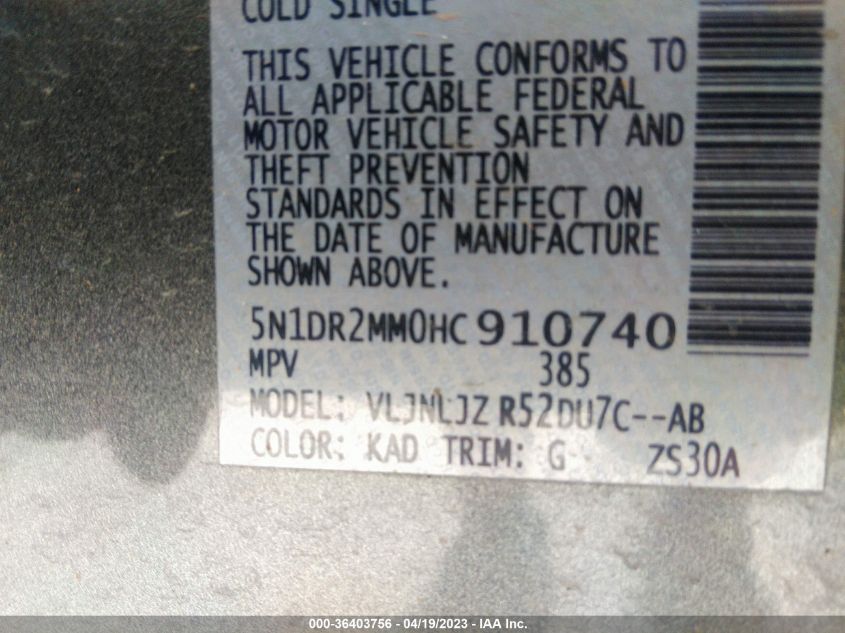 COLD SINGLE
THIS VEHICLE CONFORMS TO
ALL APPLICABLE FEDERAL
MOTOR VEHICLE SAFETY AND
THEFT PREVENTION
STANDARDS IN EFFECT ON
THE DATE OF MANUFACTURE
SHOWN ABOVE.
5N1DR2MM0HC910740
MPV 385
MODEL: VLJNLJZ R52DU7C--AB
COLOR: KAD TRIM: G ZS30A
000-36403756 - 04/19/2023 - IAA Inc.